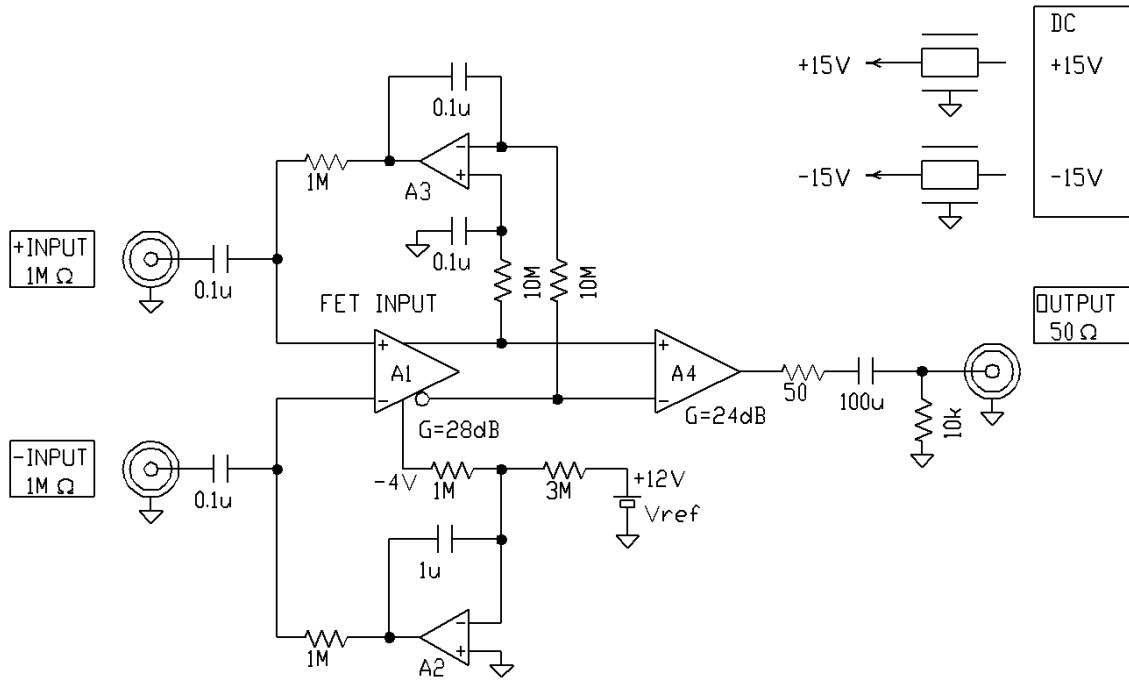 DC
+15V
+15V
-15V
-15V
0.1u
-
+
A3
1M
0.1u
+INPUT
1MΩ
0.1u
10M
10M
FET INPUT
OUTPUT
50Ω
+
A1
-
G=28dB
+
A4
-
G=24dB
50
100u
10k
-INPUT
1MΩ
0.1u
-4V
1M
3M
+12V
Vref
1u
-
+
A2
1M